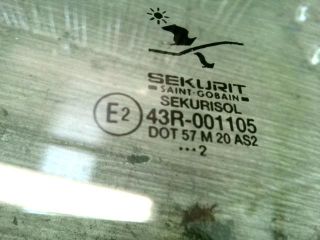 SEKURIT
SAINT-GOBAIN
SEKURISOL
E2 43R-001105
DOT 57 M 20 AS2
•••2